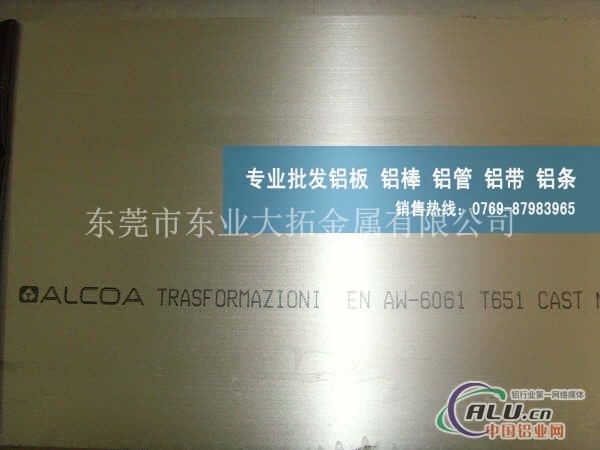 专业批发铝板 铝棒 铝管 铝带 铝条
销售热线：0769-87983965
东莞市东业大拓金属有限公司
ALCOA TRASFORMAZIONI EN AW-6061 T651 CAST N
铝行业第一网络媒体
ALU.cn
中国铝业网